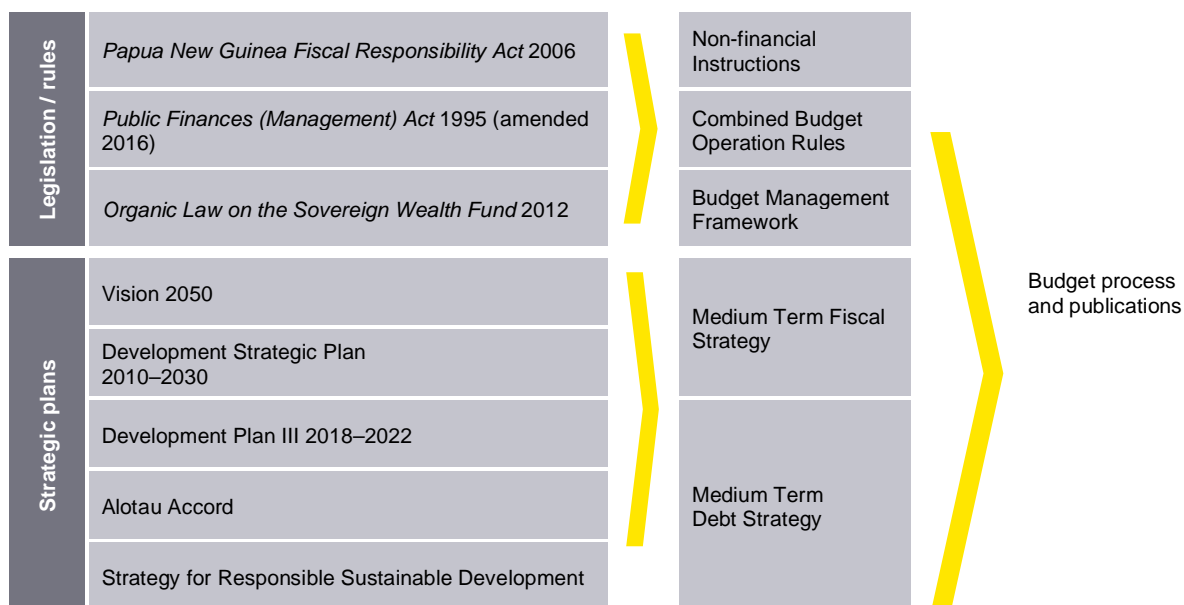 Legislation / rules
Papua New Guinea Fiscal Responsibility Act 2006
Public Finances (Management) Act 1995 (amended
2016)
Organic Law on the Sovereign Wealth Fund 2012
Non-financial
Instructions
Combined Budget
Operation Rules
Budget Management
Framework
Strategic plans
Vision 2050
Development Strategic Plan
2010–2030
Development Plan III 2018–2022
Alotau Accord
Strategy for Responsible Sustainable Development
Medium Term Fiscal
Strategy
Medium Term
Debt Strategy
Budget process
and publications